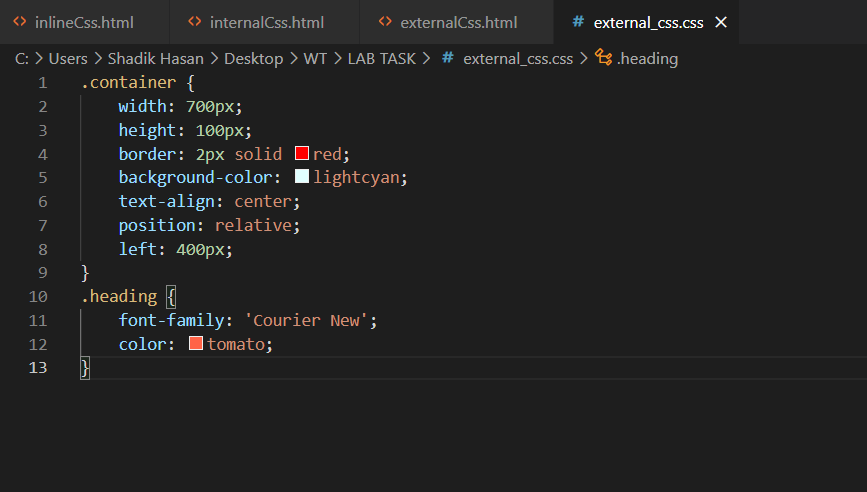 <> inlineCss.html <> internalCss.html <> externalCss.html # external_css.css ×
C: > Users > Shadik Hasan > Desktop > WT > LAB TASK > # external_css.css > .heading
1 .container {
2 width: 700px;
3 height: 100px;
4 border: 2px solid red;
5 background-color: lightcyan;
6 text-align: center;
7 position: relative;
8 left: 400px;
9 }
10 .heading {
11 font-family: 'Courier New';
12 color: tomato;
13 }